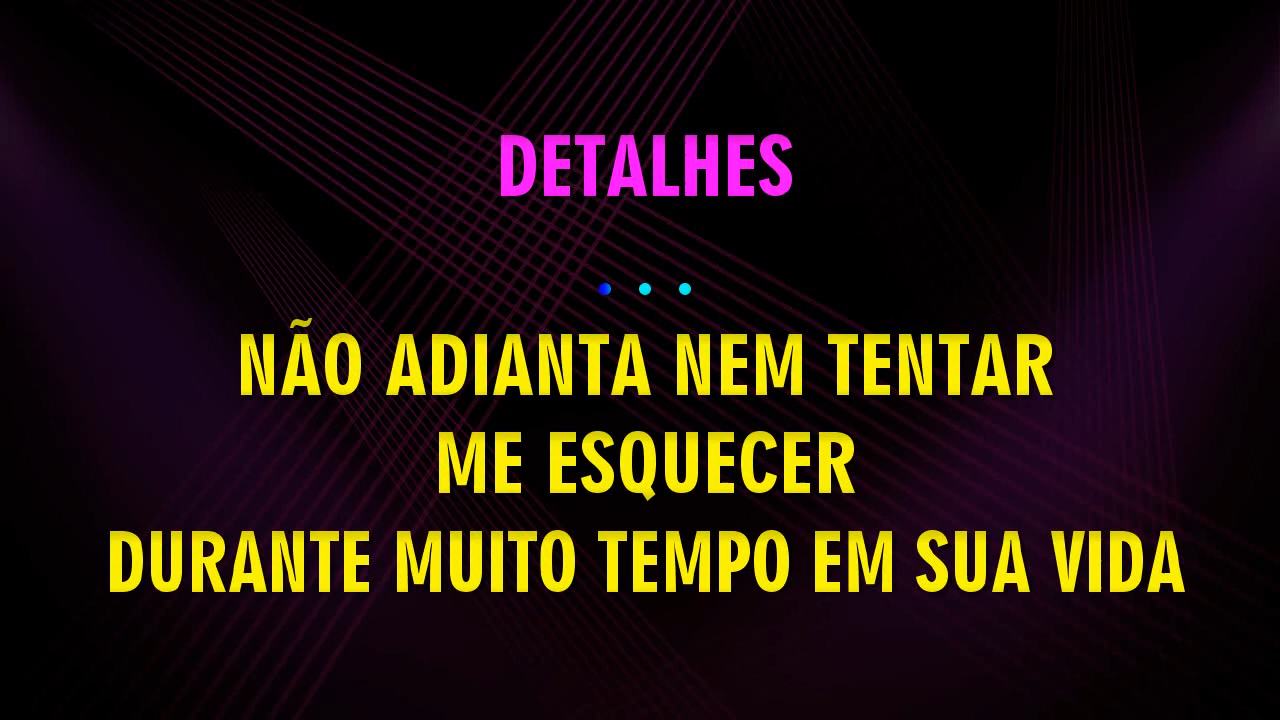 DETALHES
NÃO ADIANTA NEM TENTAR
ME ESQUECER
DURANTE MUITO TEMPO EM SUA VIDA